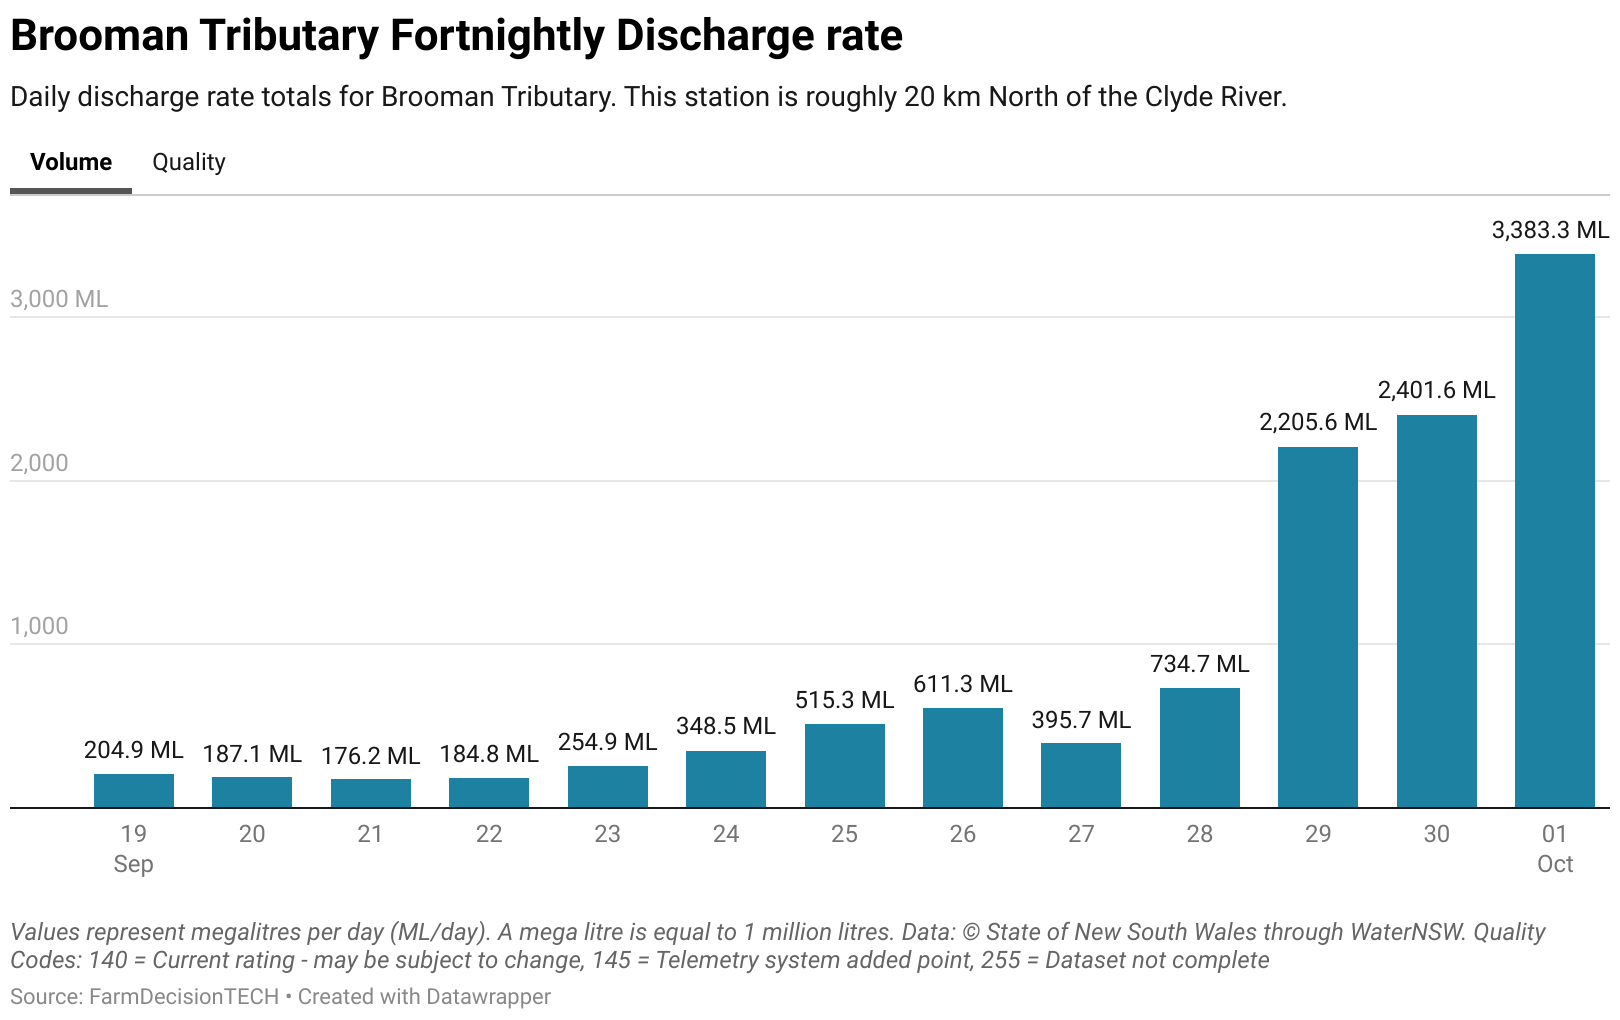 Brooman Tributary Fortnightly Discharge rate
Daily discharge rate totals for Brooman Tributary. This station is roughly 20 km North of the Clyde River.
Volume Quality
3,383.3 ML
3,000 ML
2,401.6 ML
2,205.6 ML
2,000
1,000
734.7 ML
611.3 ML
515.3 ML
395.7 ML
348.5 ML
254.9 ML
204.9 ML 187.1 ML 176.2 ML 184.8 ML
19 20 21 22 23 24 25 26 27 28 29 30 01
Sep Oct
Values represent megalitres per day (ML/day). A mega litre is equal to 1 million litres. Data: © State of New South Wales through WaterNSW. Quality
Codes: 140 = Current rating - may be subject to change, 145 = Telemetry system added point, 255 = Dataset not complete
Source: FarmDecisionTECH • Created with Datawrapper